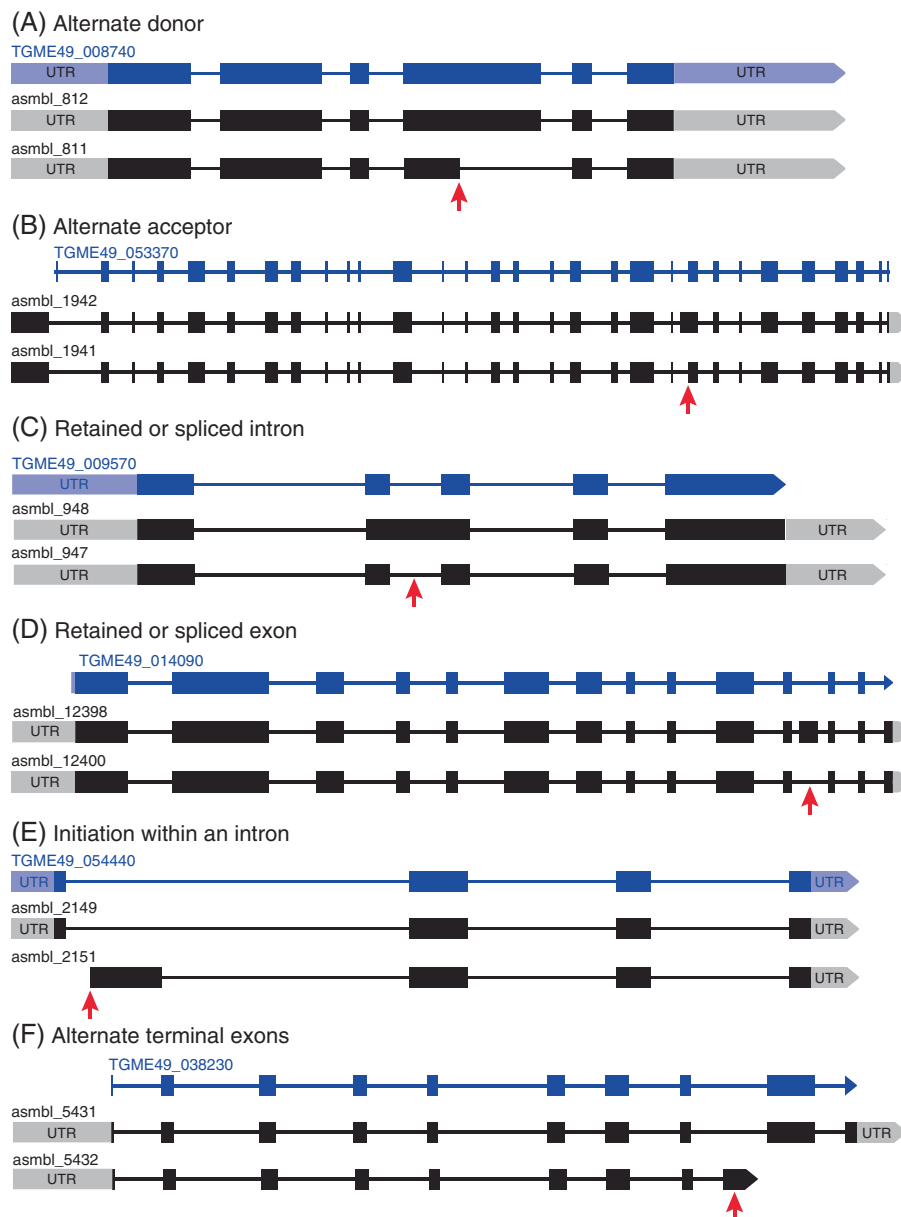 (A) Alternate donor
TGME49_008740
UTR UTR
asmbl_812
UTR UTR
asmbl_811
UTR UTR
(B) Alternate acceptor
TGME49_053370
asmbl_1942
asmbl_1941
(C) Retained or spliced intron
TGME49_009570
UTR
asmbl_948
UTR UTR
asmbl_947
UTR UTR
(D) Retained or spliced exon
TGME49_014090
asmbl_12398
UTR
asmbl_12400
UTR
(E) Initiation within an intron
TGME49_054440
UTR UTR
asmbl_2149
UTR UTR
asmbl_2151
UTR
(F) Alternate terminal exons
TGME49_038230
asmbl_5431
UTR UTR
asmbl_5432
UTR